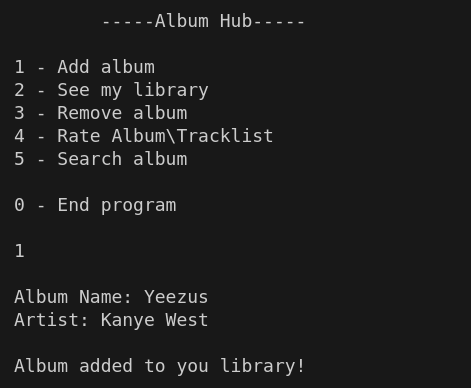 -----Album Hub-----
1 - Add album
2 - See my library
3 - Remove album
4 - Rate Album\Tracklist
5 - Search album
0 - End program
1
Album Name: Yeezus
Artist: Kanye West
Album added to you library!